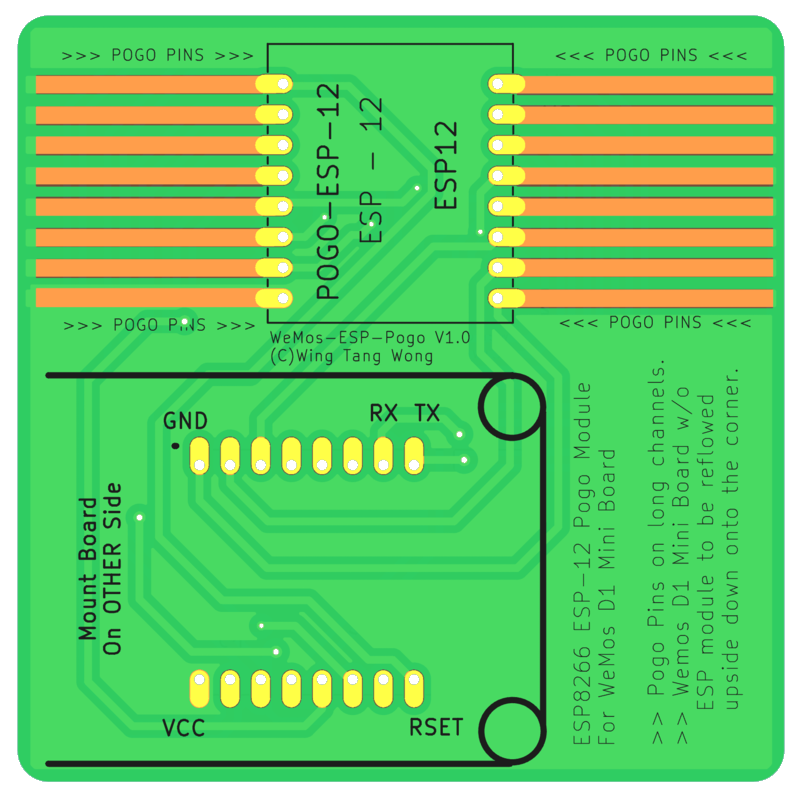 >>> POGO PINS >>>
<<< POGO PINS <<<
POGO-ESP-12
ESP - 12
ESP12
>>> POGO PINS >>>
<<< POGO PINS <<<
WeMos-ESP-Pogo V1.0
(C)Wing Tang Wong
GND
RX TX
Mount Board
On OTHER Side
VCC
RSET
ESP8266 ESP-12 Pogo Module
For WeMos D1 Mini Board
>> Pogo Pins on long channels.
>> Wemos D1 Mini Board w/o
ESP module to be reflowed
upside down onto the corner.